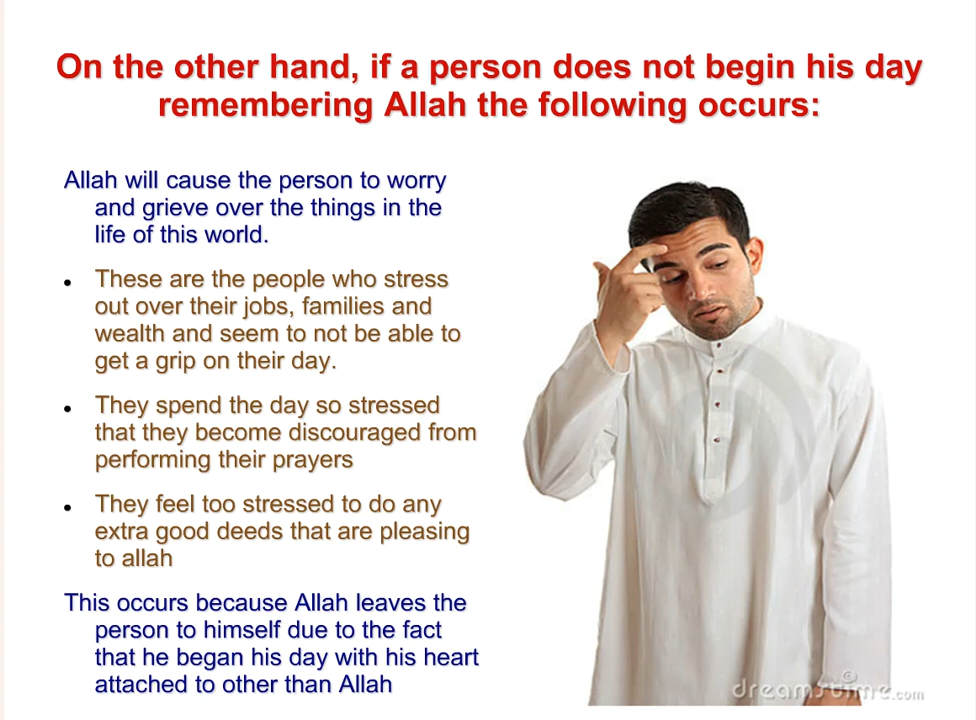 On the other hand, if a person does not begin his day
remembering Allah the following occurs:
Allah will cause the person to worry
and grieve over the things in the
life of this world.
• These are the people who stress
out over their jobs, families and
wealth and seem to not be able to
get a grip on their day.
• They spend the day so stressed
that they become discouraged from
performing their prayers
• They feel too stressed to do any
extra good deeds that are pleasing
to allah
This occurs because Allah leaves the
person to himself due to the fact
that he began his day with his heart
attached to other than Allah
dreamstime.com